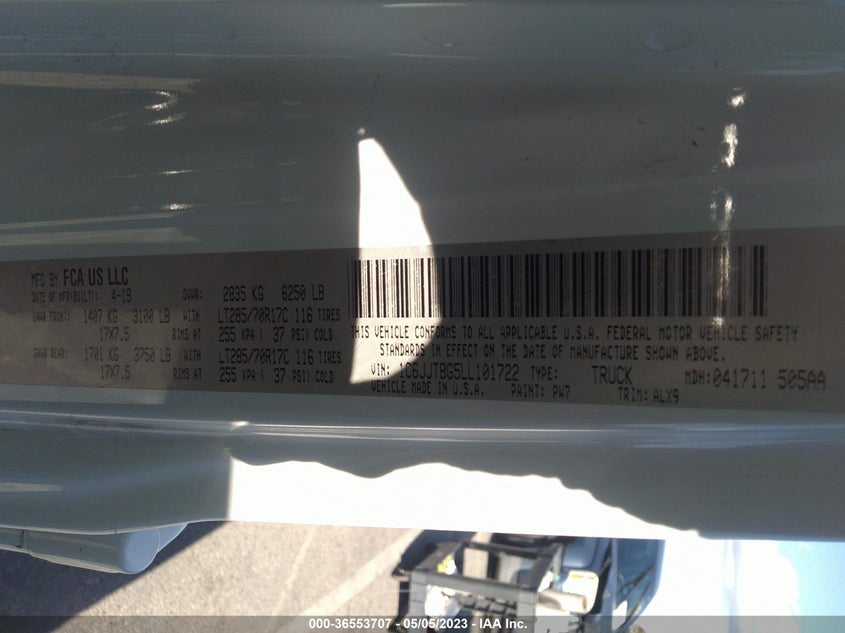 MFD BY FCA US LLC
DATE OF MFR(BUILT): 4-19 GVWR: 2835 KG 6250 LB
GAWR FRONT: 1407 KG 3100 LB WITH LT285/70R17C 116 TIRES
17X7.5 RIMS AT 255 KPA ( 37 PSI) COLD
GAWR REAR: 1701 KG 3750 LB WITH LT285/70R17C 116 TIRES
17X7.5 RIMS AT 255 KPA ( 37 PSI) COLD
THIS VEHICLE CONFORMS TO ALL APPLICABLE U.S.A. FEDERAL MOTOR VEHICLE SAFETY
STANDARDS IN EFFECT ON THE DATE OF MANUFACTURE SHOWN ABOVE.
VIN: 1C6JJTBG5LL101722 TYPE: TRUCK MDH: 041711 505AA
VEHICLE MADE IN U.S.A. PAINT: PW7 TRIM: ALX9
000-36553707 - 05/05/2023 - IAA Inc.